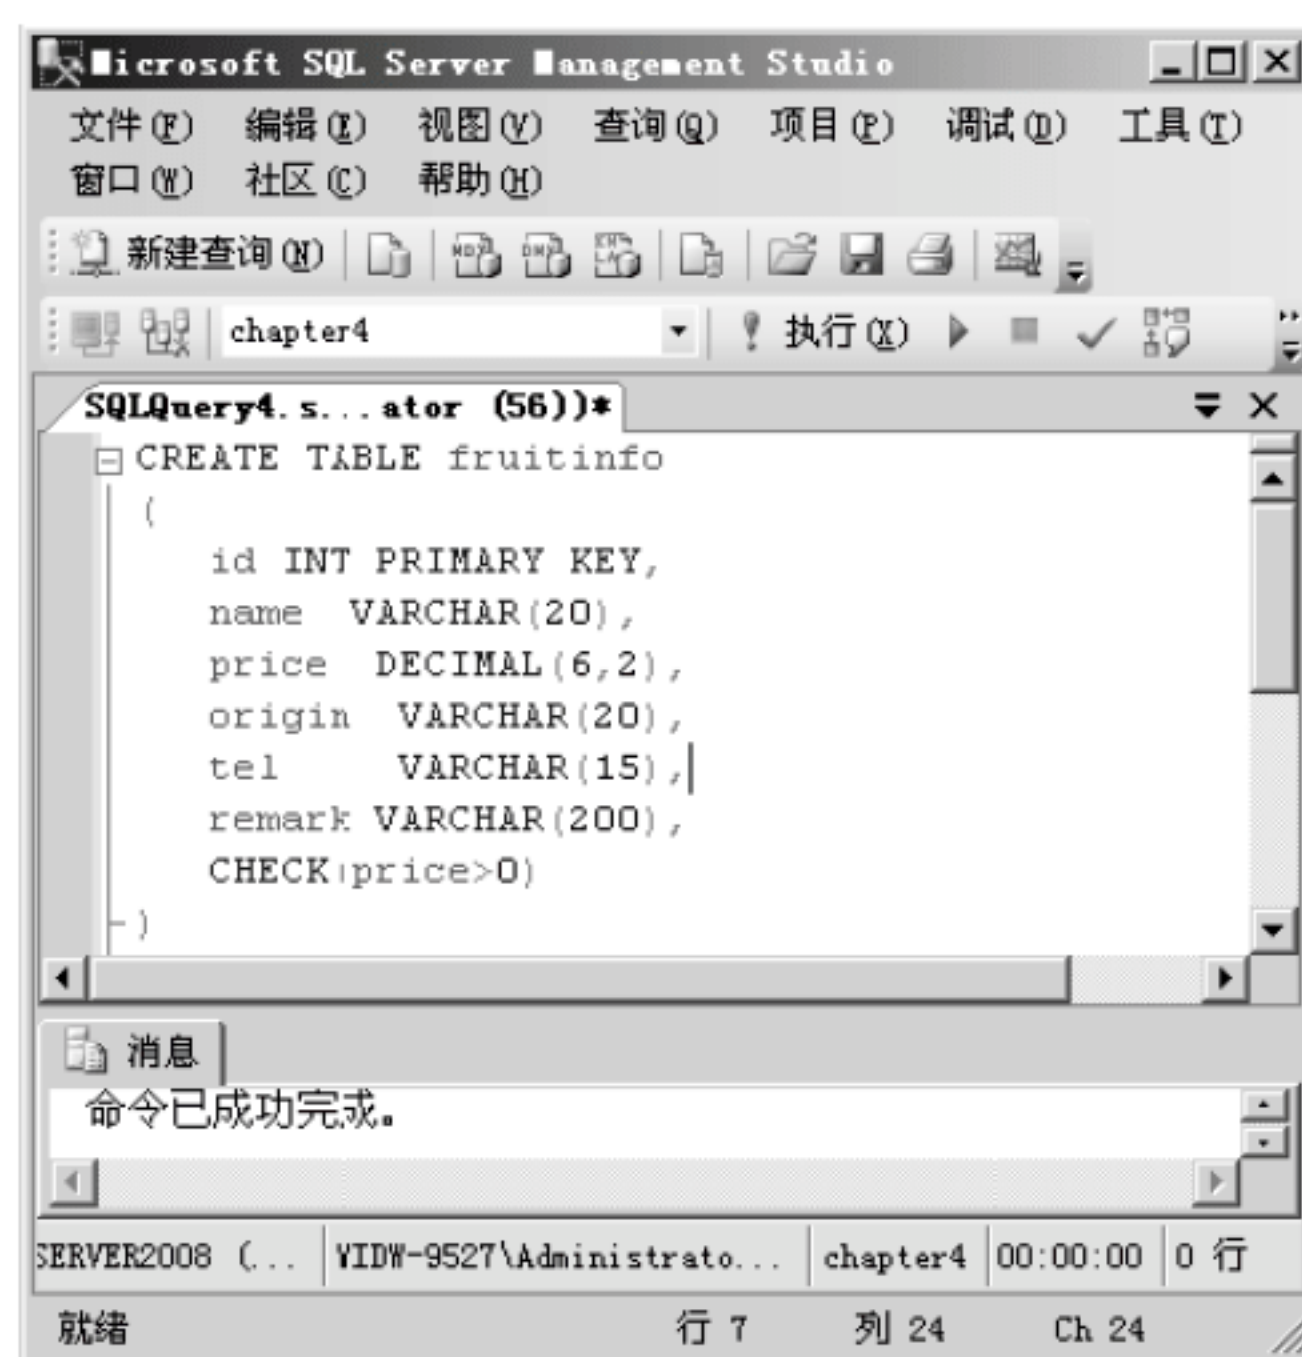 Microsoft SQL Server Management Studio
文件(F) 编辑(E) 视图(V) 查询(Q) 项目(P) 调试(D) 工具(T)
窗口(W) 社区(C) 帮助(H)
新建查询(N) MDX DMX
chapter4 执行(X)
SQLQuery4.s...ator (56))*
CREATE TABLE fruitinfo
(
id INT PRIMARY KEY,
name VARCHAR(20),
price DECIMAL(6,2),
origin VARCHAR(20),
tel VARCHAR(15),
remark VARCHAR(200),
CHECK(price>0)
)
消息
命令已成功完成。
SERVER2008 (... VIDW-9527\Administrato... chapter4 00:00:00 0 行
就绪 行 7 列 24 Ch 24